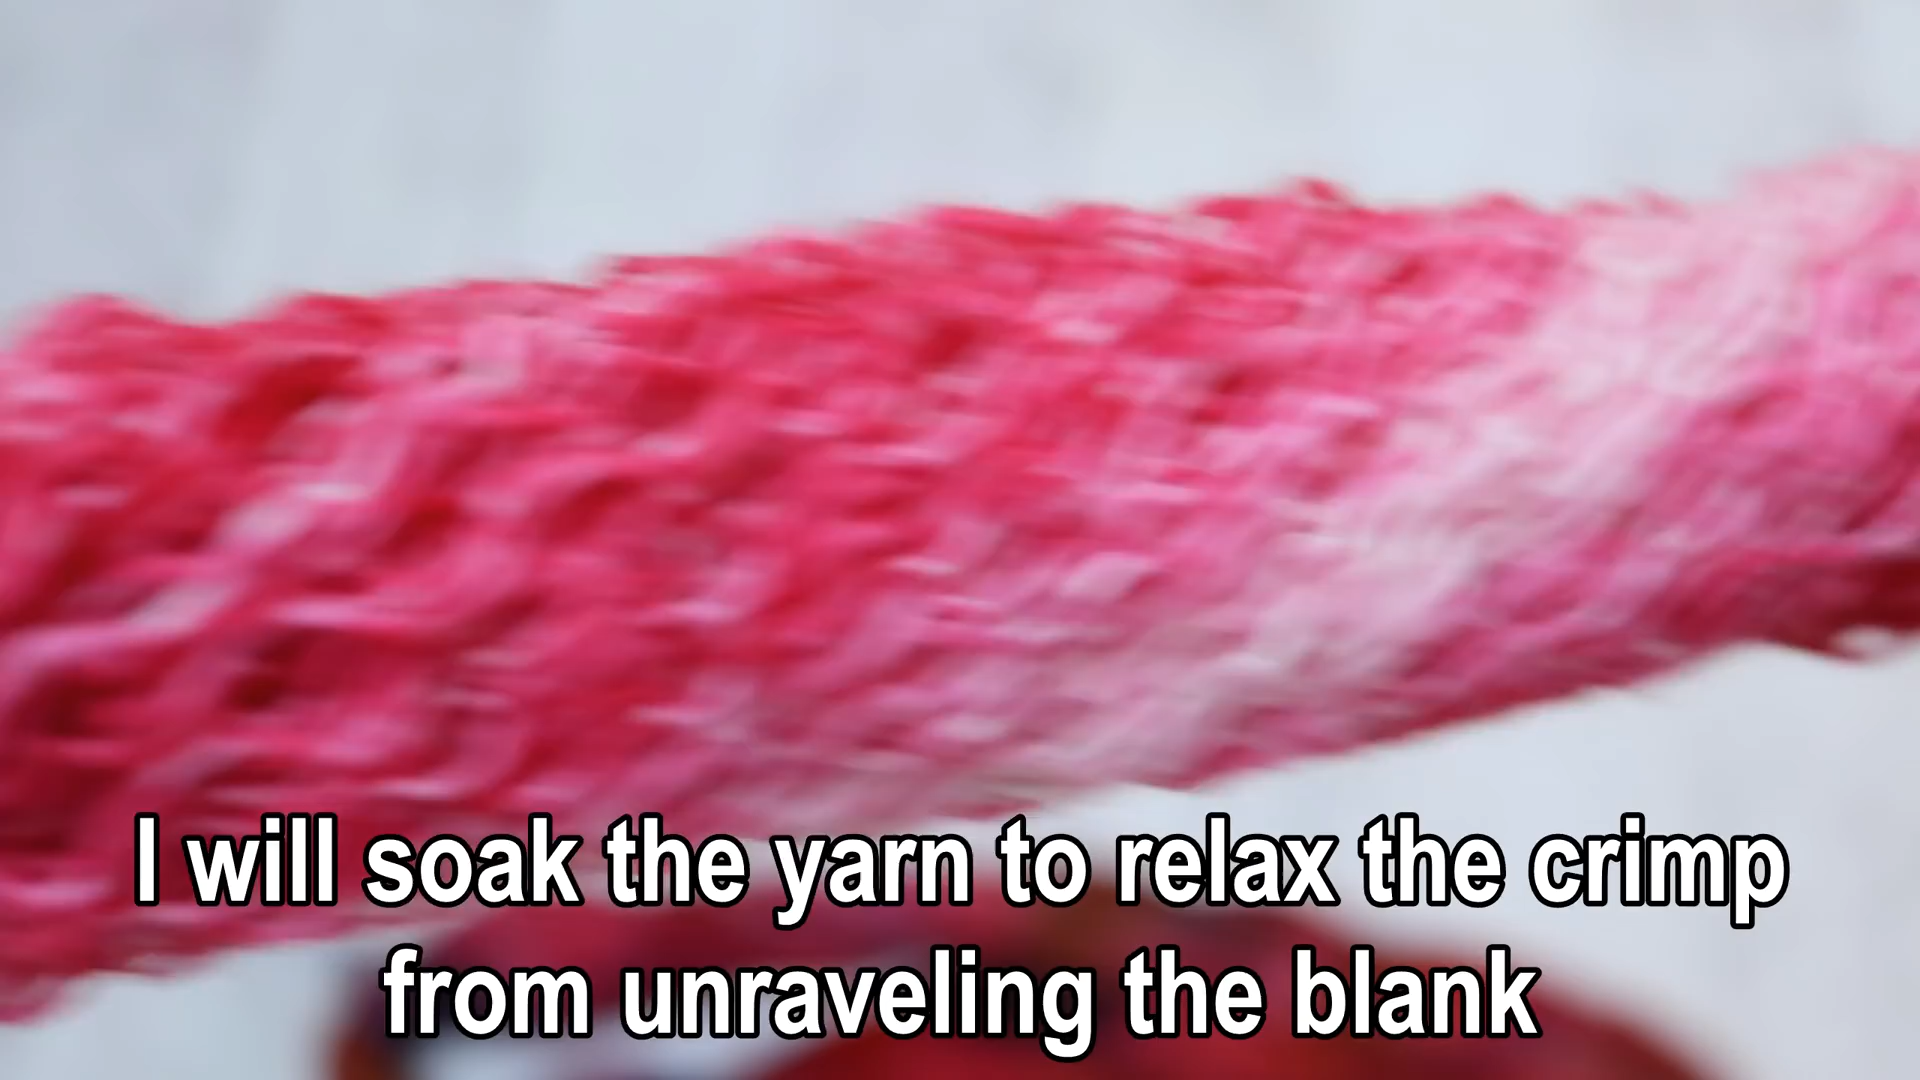 I will soak the yarn to relax the crimp
from unraveling the blank